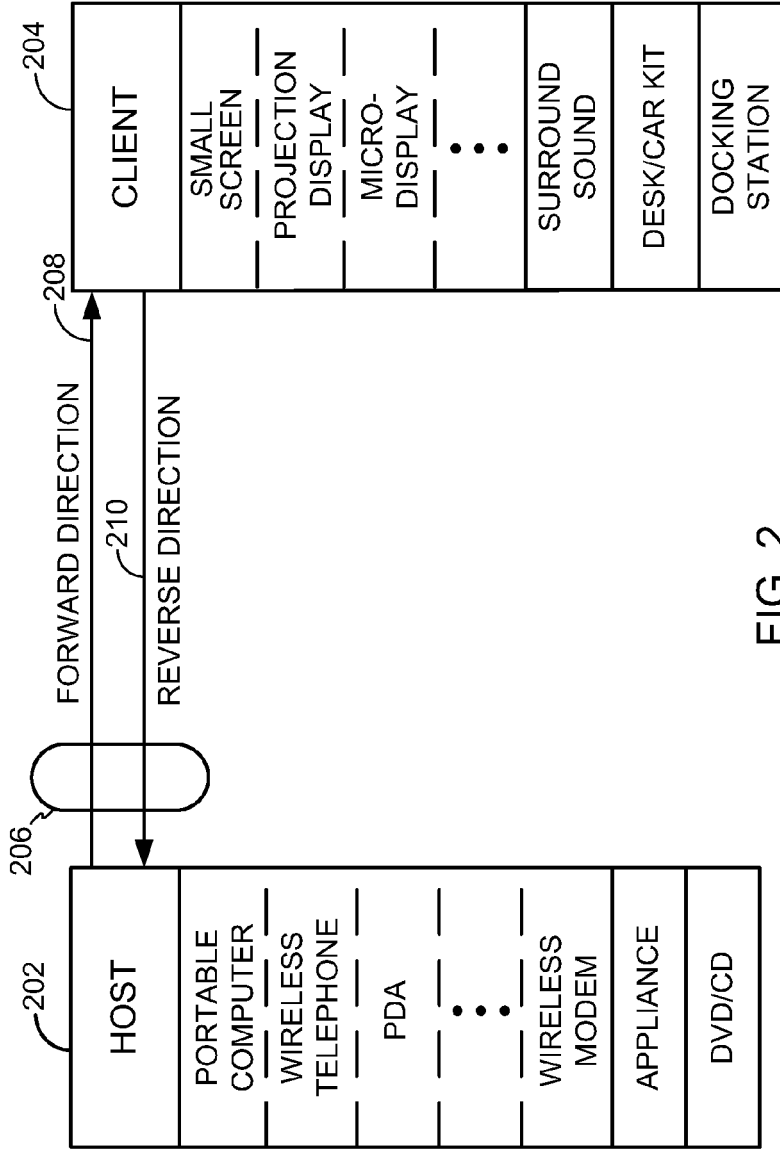 202
HOST
PORTABLE
COMPUTER
WIRELESS
TELEPHONE
PDA
WIRELESS
MODEM
APPLIANCE
DVD/CD
206
FORWARD DIRECTION
208
210
REVERSE DIRECTION
204
CLIENT
SMALL
SCREEN
PROJECTION
DISPLAY
MICRO-
DISPLAY
SURROUND
SOUND
DESK/CAR KIT
DOCKING
STATION
FIG. 2